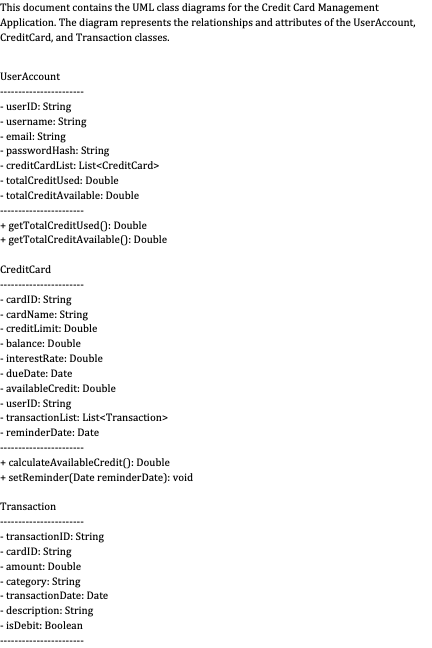 This document contains the UML class diagrams for the Credit Card Management
Application. The diagram represents the relationships and attributes of the UserAccount,
CreditCard, and Transaction classes.
UserAccount
-----------------------
- userID: String
- username: String
- email: String
- passwordHash: String
- creditCardList: List<CreditCard>
- totalCreditUsed: Double
- totalCreditAvailable: Double
-----------------------
+ getTotalCreditUsed(): Double
+ getTotalCreditAvailable(): Double
CreditCard
-----------------------
- cardID: String
- cardName: String
- creditLimit: Double
- balance: Double
- interestRate: Double
- dueDate: Date
- availableCredit: Double
- userID: String
- transactionList: List<Transaction>
- reminderDate: Date
-----------------------
+ calculateAvailableCredit(): Double
+ setReminder(Date reminderDate): void
Transaction
-----------------------
- transactionID: String
- cardID: String
- amount: Double
- category: String
- transactionDate: Date
- description: String
- isDebit: Boolean
-----------------------